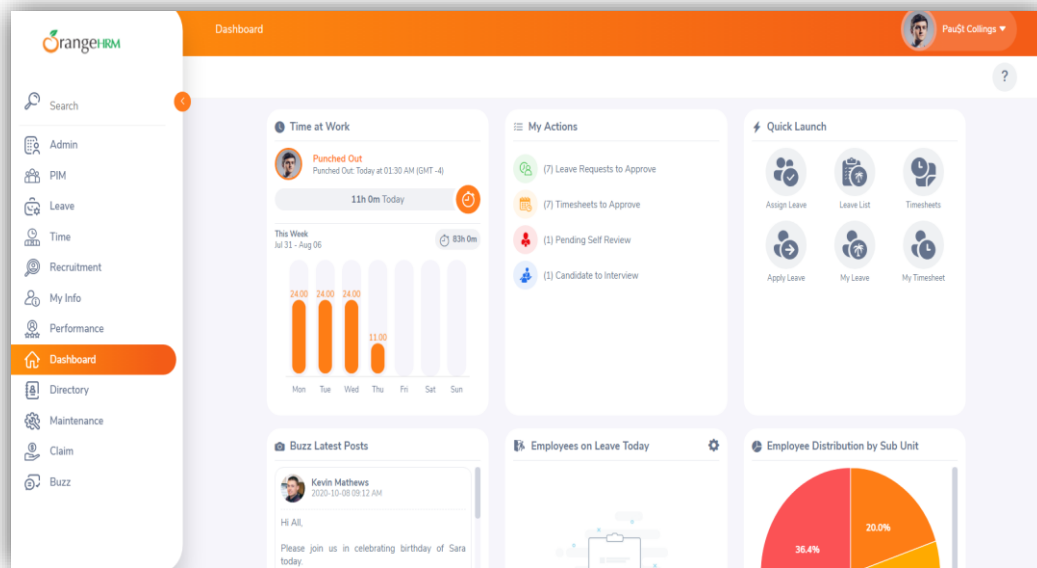 OrangeHRM
Dashboard
Pau$t Collings
?
Search
Admin
PIM
Leave
Time
Recruitment
My Info
Performance
Dashboard
Directory
Maintenance
Claim
Buzz
Time at Work
Punched Out
Punched Out: Today at 01:30 AM (GMT -4)
11h 0m Today
This Week
Jul 31 - Aug 06
83h 0m
24.00 24.00 24.00
11.00
Mon Tue Wed Thu Fri Sat Sun
My Actions
(7) Leave Requests to Approve
(7) Timesheets to Approve
(1) Pending Self Review
(1) Candidate to Interview
Quick Launch
Assign Leave Leave List Timesheets
Apply Leave My Leave My Timesheet
Buzz Latest Posts
Kevin Mathews
2020-10-08 09:12 AM
Hi All,
Please join us in celebrating birthday of Sara
today.
Employees on Leave Today
Employee Distribution by Sub Unit
20.0%
36.4%